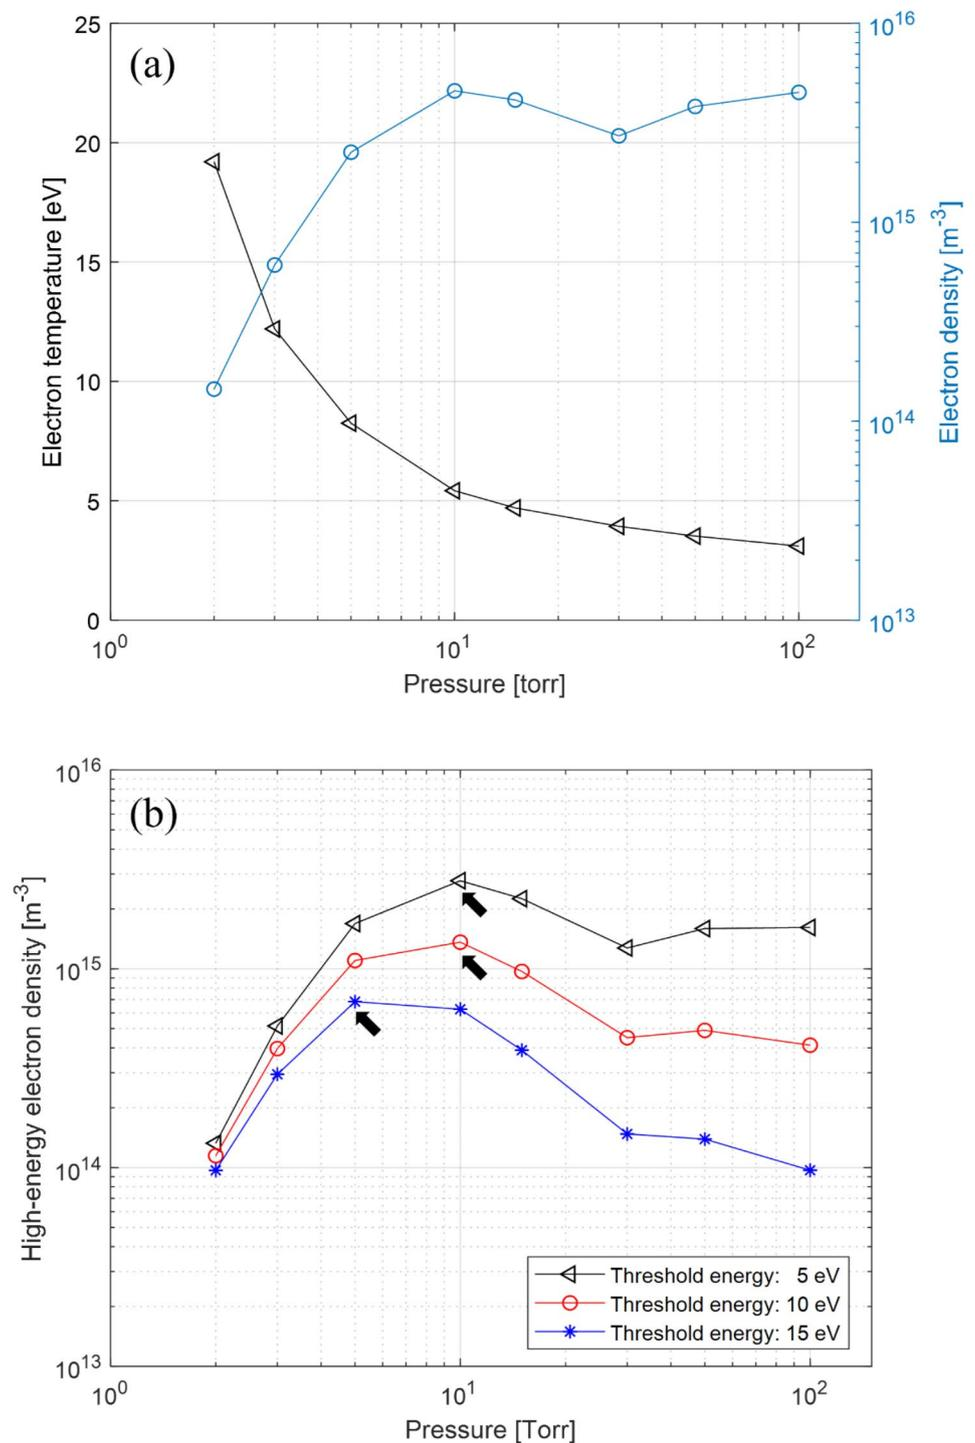 (a)
25
20
15
10
5
0
Electron temperature [eV]
10^16
10^15
10^14
10^13
Electron density [m^-3]
10^0
10^1
10^2
Pressure [torr]
(b)
10^16
10^15
10^14
10^13
High-energy electron density [m^-3]
Threshold energy: 5 eV
Threshold energy: 10 eV
Threshold energy: 15 eV
10^0
10^1
10^2
Pressure [Torr]